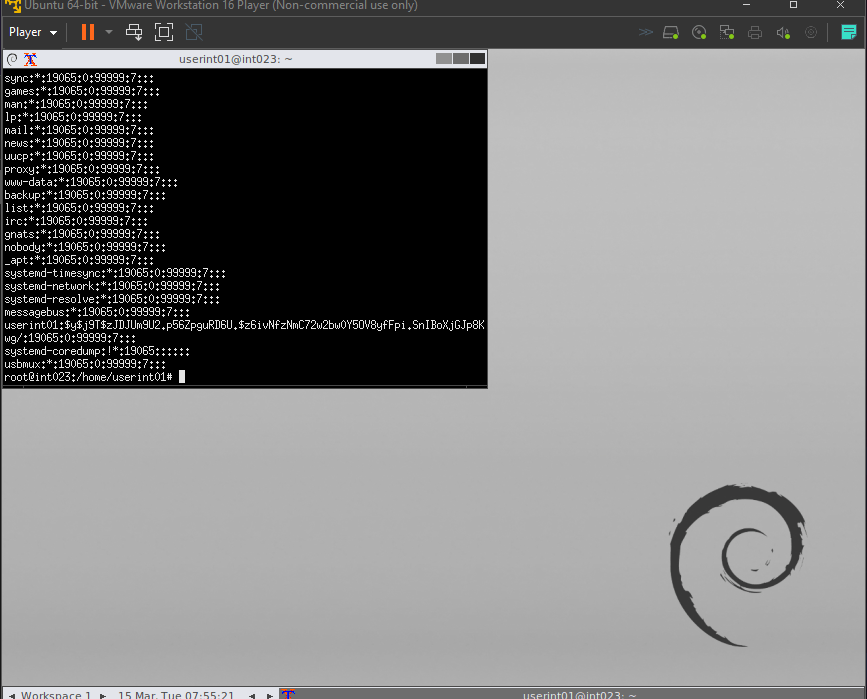 Ubuntu 64-bit - VMware Workstation 16 Player (Non-commercial use only)
Player
userint01@int023: ~
sync:*:19065:0:99999:7:::
games:*:19065:0:99999:7:::
man:*:19065:0:99999:7:::
lp:*:19065:0:99999:7:::
mail:*:19065:0:99999:7:::
news:*:19065:0:99999:7:::
uucp:*:19065:0:99999:7:::
proxy:*:19065:0:99999:7:::
www-data:*:19065:0:99999:7:::
backup:*:19065:0:99999:7:::
list:*:19065:0:99999:7:::
irc:*:19065:0:99999:7:::
gnats:*:19065:0:99999:7:::
nobody:*:19065:0:99999:7:::
_apt:*:19065:0:99999:7:::
systemd-timesync:*:19065:0:99999:7:::
systemd-network:*:19065:0:99999:7:::
systemd-resolve:*:19065:0:99999:7:::
messagebus:*:19065:0:99999:7:::
userint01:$y$j9T$zJDJUm9U2.p56ZpguRD6U.$z6ivNfzNmC72w2bwOY5OV8yfFpi.SnIBoXjGJp8K
wg/:19065:0:99999:7:::
systemd-coredump:!*:19065::::::
usbmux:*:19065:0:99999:7:::
root@int023:/home/userint01#
Workspace 1
15 Mar, Tue 07:55:21
userint01@int023: ~